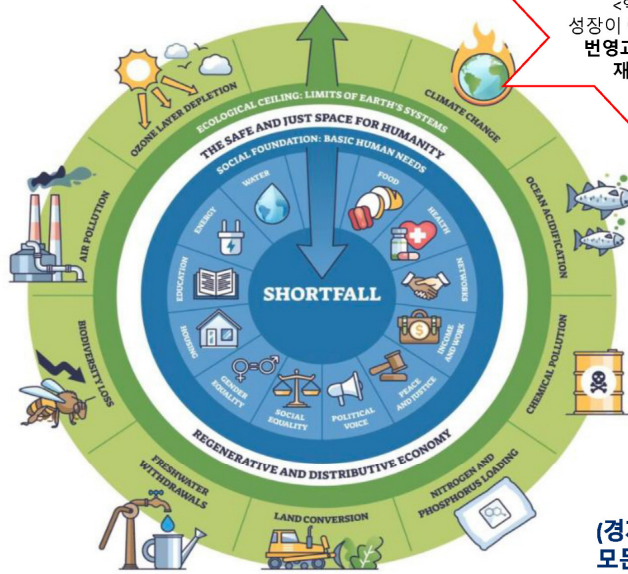 성장이
번영고
재
OZONE LAYER DEPLETION
ECOLOGICAL CEILING: LIMITS OF EARTH'S SYSTEMS
CLIMATE CHANGE
THE SAFE AND JUST SPACE FOR HUMANITY
SOCIAL FOUNDATION: BASIC HUMAN NEEDS
WATER
FOOD
ENERGY
HEALTH
AIR POLLUTION
OCEAN ACIDIFICATION
EDUCATION
NETWORKS
SHORTFALL
HOUSING
INCOME
AND WORK
GENDER
EQUALITY
PEACE
AND JUSTICE
SOCIAL
EQUALITY
POLITICAL
VOICE
BIODIVERSITY LOSS
CHEMICAL POLLUTION
REGENERATIVE AND DISTRIBUTIVE ECONOMY
FRESHWATER
WITHDRAWALS
NITROGEN AND
PHOSPHORUS LOADING
LAND CONVERSION
(경
모든